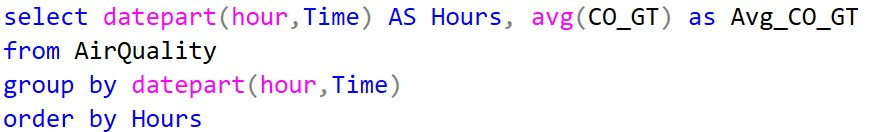 select datepart(hour,Time) AS Hours, avg(CO_GT) as Avg_CO_GT
from AirQuality
group by datepart(hour,Time)
order by Hours